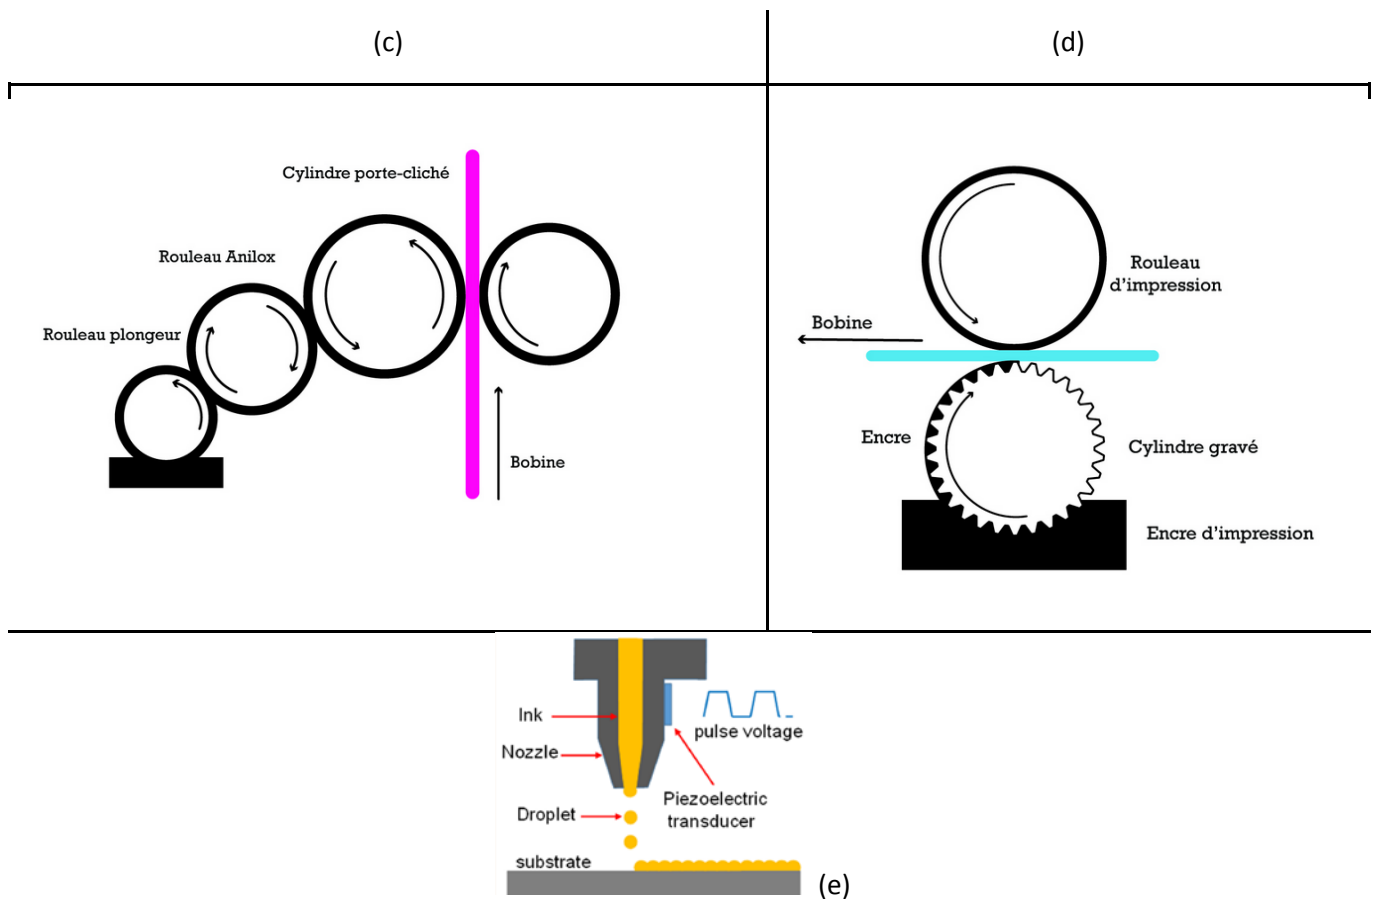 (c)
(d)
Cylindre porte-cliché
Rouleau Anilox
Rouleau plongeur
Bobine
Rouleau
d'impression
Bobine
Encre
Cylindre gravé
Encre d'impression
Ink
pulse voltage
Nozzle
Piezoelectric
transducer
Droplet
substrate
(e)